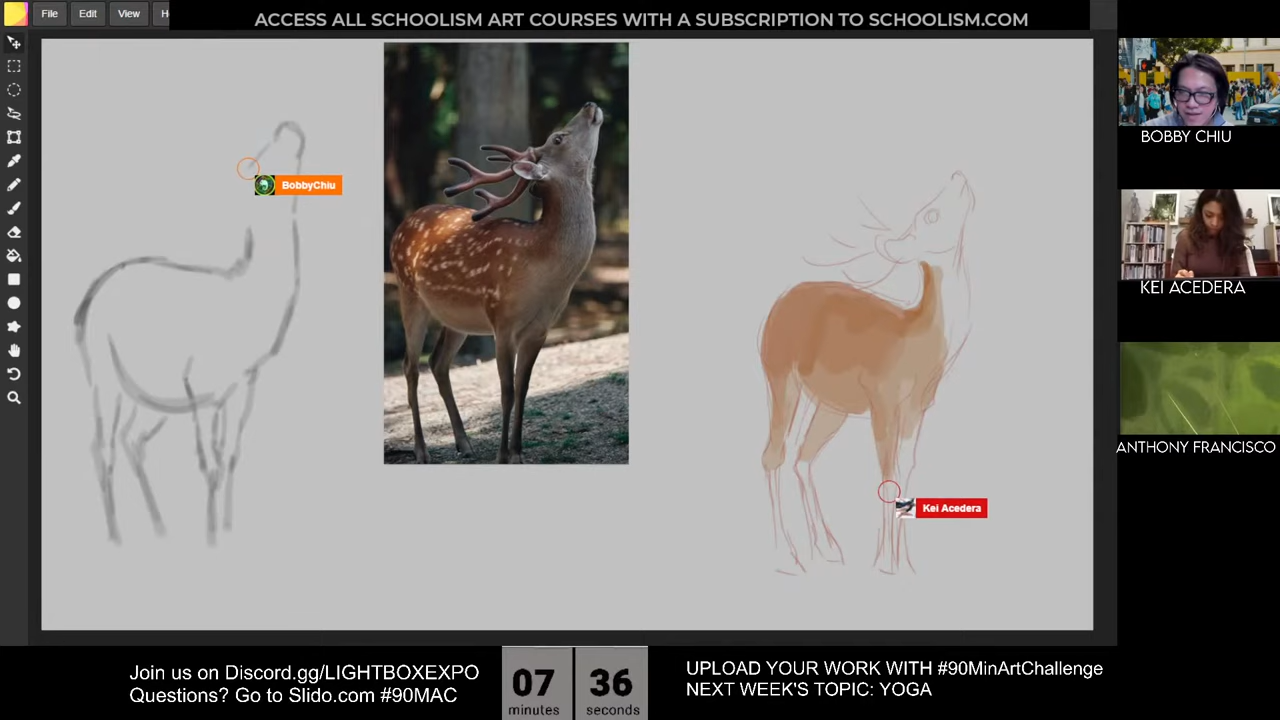 ACCESS ALL SCHOOLISM ART COURSES WITH A SUBSCRIPTION TO SCHOOLISM.COM
File Edit View
BOBBY CHIU
BobbyChiu
KEI ACEDERA
ANTHONY FRANCISCO
Kei Acedera
Join us on Discord.gg/LIGHTBOXEXPO
Questions? Go to Slido.com #90MAC
07
minutes
36
seconds
UPLOAD YOUR WORK WITH #90MinArtChallenge
NEXT WEEK'S TOPIC: YOGA